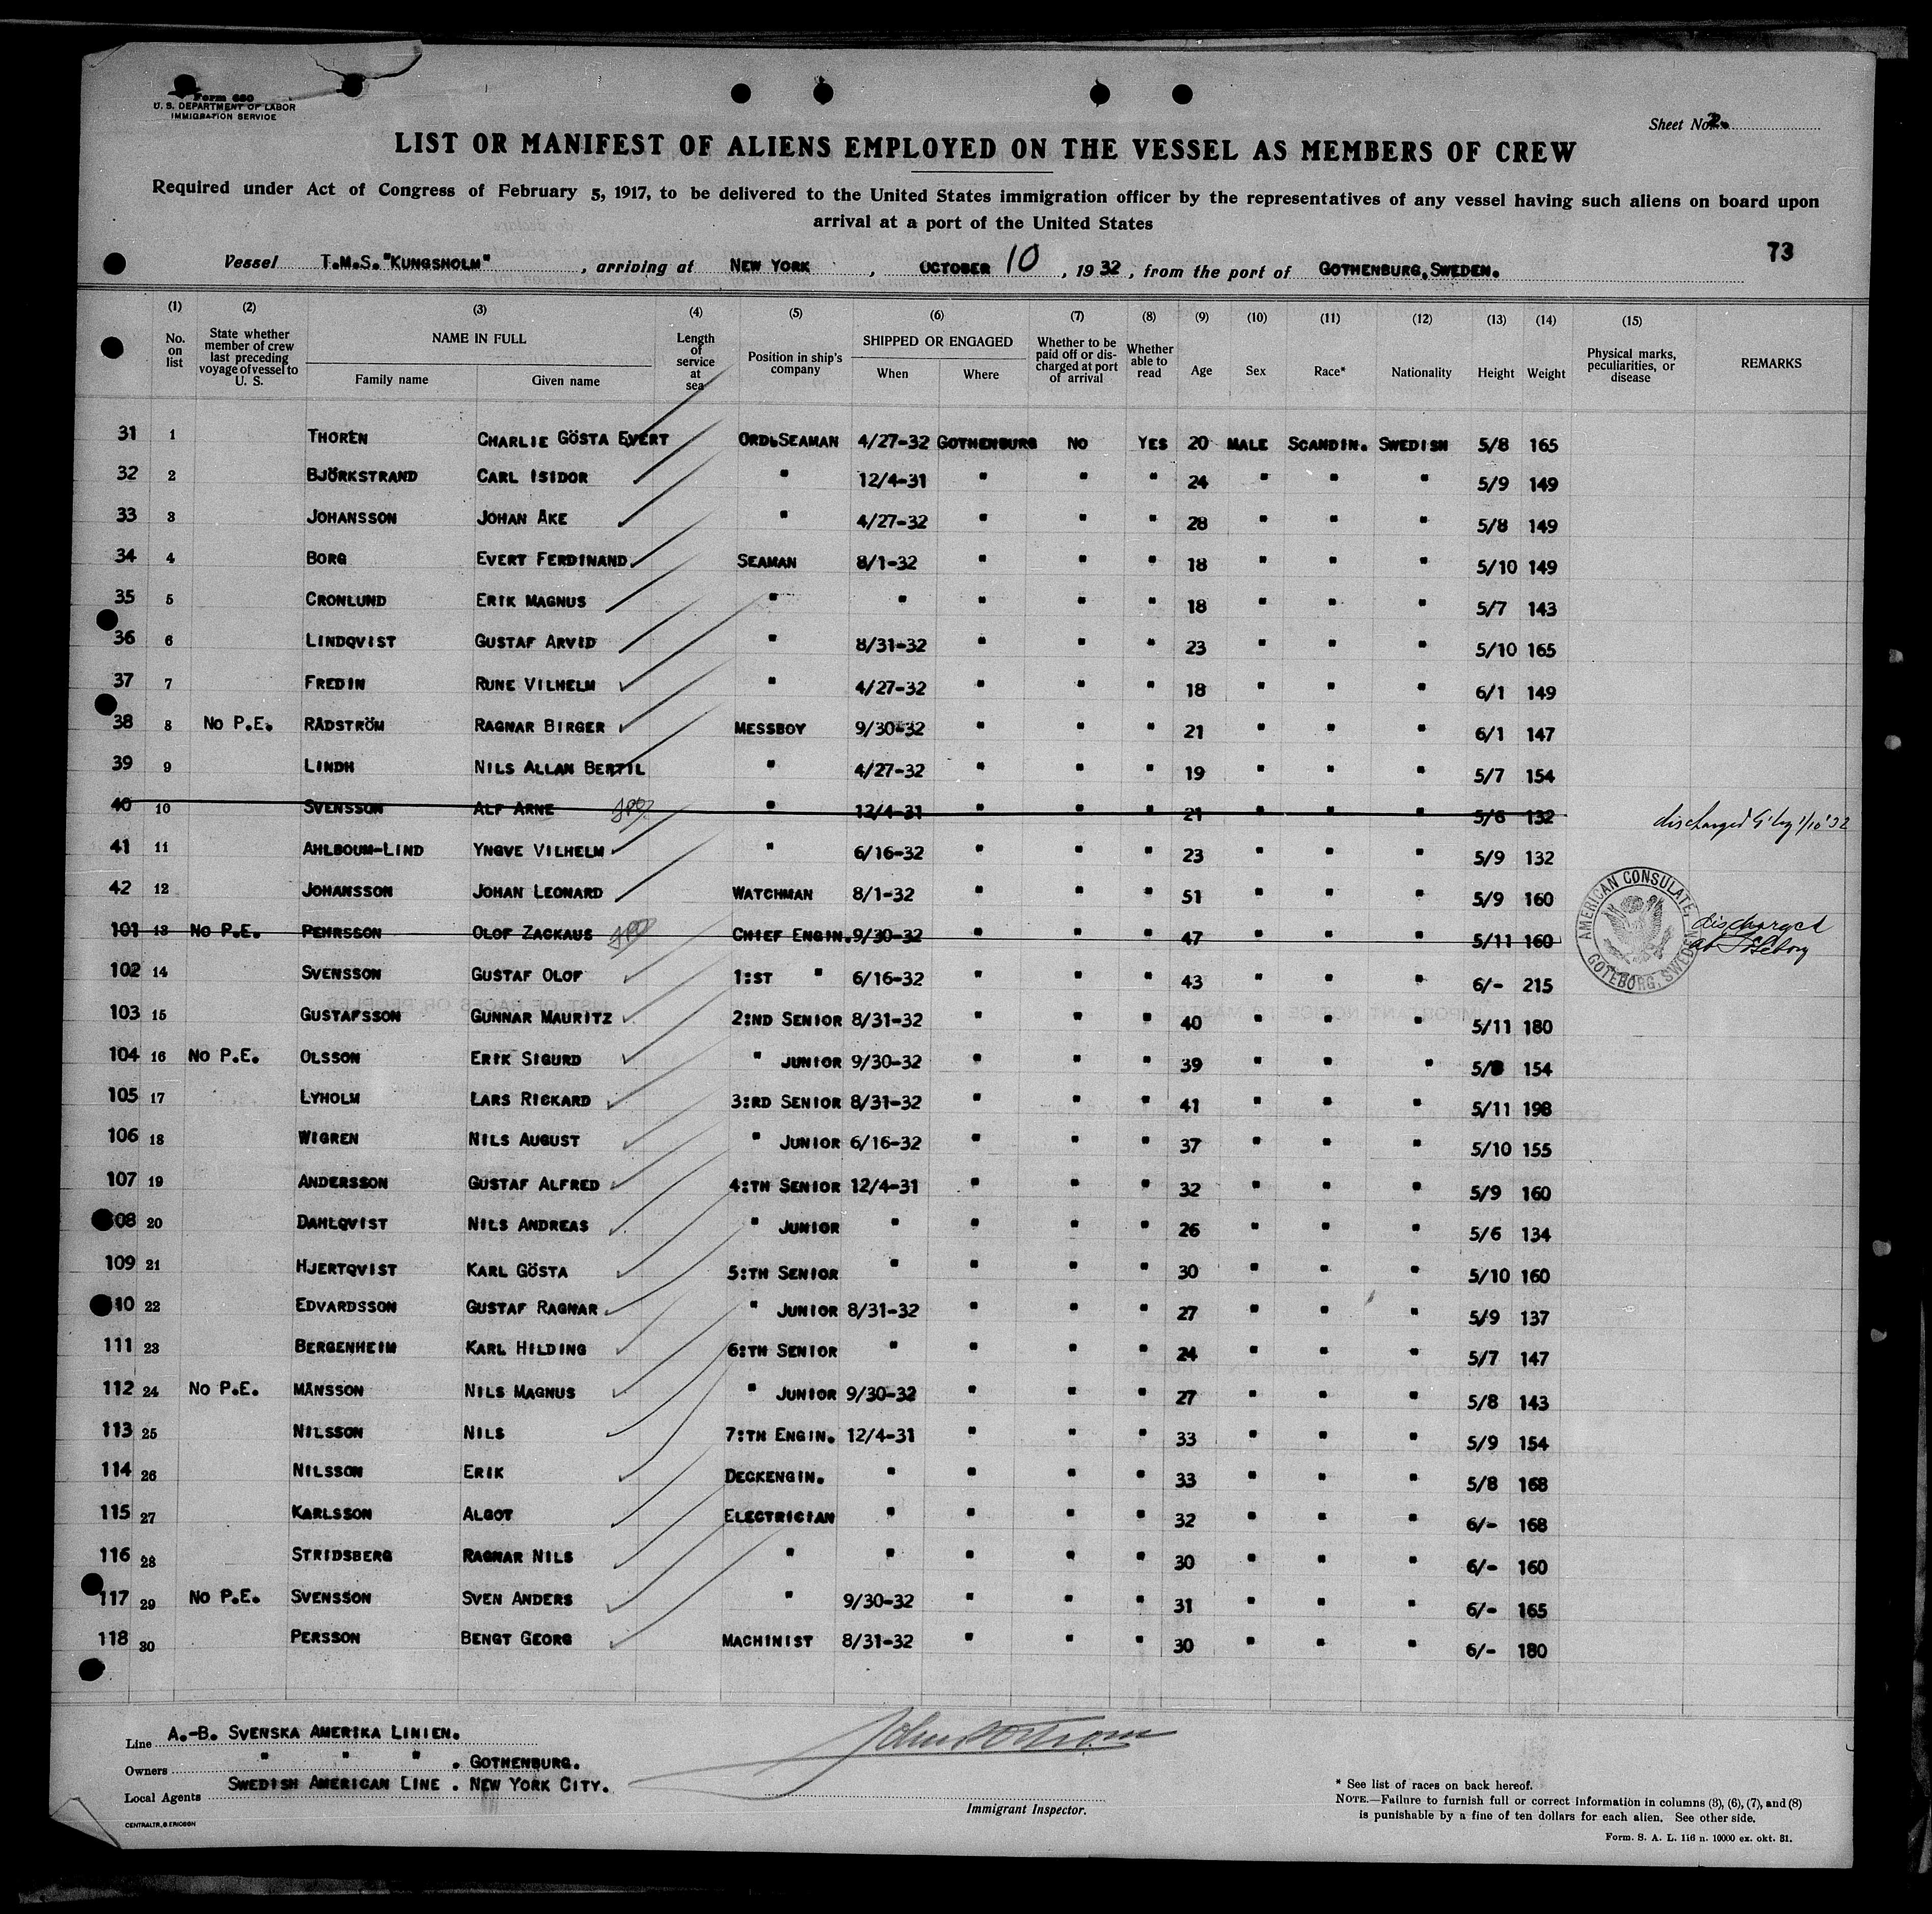 Form 680
U. S. DEPARTMENT OF LABOR
IMMIGRATION SERVICE
Sheet No. 2.
LIST OR MANIFEST OF ALIENS EMPLOYED ON THE VESSEL AS MEMBERS OF CREW
Required under Act of Congress of February 5, 1917, to be delivered to the United States immigration officer by the representatives of any vessel having such aliens on board upon
arrival at a port of the United States
73
Vessel T.M.S."KUNGSHOLM", arriving at NEW YORK, OCTOBER 10, 1932, from the port of GOTHENBURG, SWEDEN.
(1) No. on list (2) State whether member of crew last preceding voyage of vessel to U. S. (3) NAME IN FULL Family name Given name (4) Length of service at sea (5) Position in ship's company (6) SHIPPED OR ENGAGED When Where (7) Whether to be paid off or discharged at port of arrival (8) Whether able to read (9) Age (10) Sex (11) Race* (12) Nationality (13) Height (14) Weight (15) Physical marks, peculiarities, or disease REMARKS
31 1 THORÉN CHARLIE GÖSTA EVERT ORD.SEAMAN 4/27-32 GOTHENBURG NO YES 20 MALE SCANDIN. SWEDISH 5/8 165
32 2 BJÖRKSTRAND CARL ISIDOR " 12/4-31 " " " 24 " " " 5/9 149
33 3 JOHANSSON JOHAN AKE " 4/27-32 " " " 28 " " " 5/8 149
34 4 BORG EVERT FERDINAND SEAMAN 8/1-32 " " " 18 " " " 5/10 149
35 5 CRONLUND ERIK MAGNUS " " " " " 18 " " " 5/7 143
36 6 LINDQVIST GUSTAF ARVID " 8/31-32 " " " 23 " " " 5/10 165
37 7 FREDIN RUNE VILHELM " 4/27-32 " " " 18 " " " 6/1 149
38 8 NO P.E. RÅDSTRÖM RAGNAR BIRGER MESSBOY 9/30-32 " " " 21 " " " 6/1 147
39 9 LINDH NILS ALLAN BERTIL " 4/27-32 " " " 19 " " " 5/7 154
40 10 SVENSSON ALF ARNE " 12/4-31 " " " 21 " " " 5/6 132 discharged G'bg 1/10'32
41 11 AHLBOUM-LIND YNGVE VILHELM " 6/16-32 " " " 23 " " " 5/9 132
42 12 JOHANSSON JOHAN LEONARD WATCHMAN 8/1-32 " " " 51 " " " 5/9 160
AMERICAN CONSULATE, GOTEBORG, SWEDEN
101 13 NO P.E. PEHRSSON OLOF ZACKAUS CHIEF ENGIN. 9/30-32 " " " 47 " " " 5/11 160 discharged at Göteborg
102 14 SVENSSON GUSTAF OLOF 1:ST " 6/16-32 " " " 43 " " " 6/- 215
103 15 GUSTAFSSON GUNNAR MAURITZ 2:ND SENIOR 8/31-32 " " " 40 " " " 5/11 180
104 16 NO P.E. OLSSON ERIK SIGURD " JUNIOR 9/30-32 " " " 39 " " " 5/8 154
105 17 LYHOLM LARS RICKARD 3:RD SENIOR 8/31-32 " " " 41 " " " 5/11 198
106 18 WIGREN NILS AUGUST " JUNIOR 6/16-32 " " " 37 " " " 5/10 155
107 19 ANDERSSON GUSTAF ALFRED 4:TH SENIOR 12/4-31 " " " 32 " " " 5/9 160
108 20 DAHLQVIST NILS ANDREAS " JUNIOR " " " " 26 " " " 5/6 134
109 21 HJERTQVIST KARL GÖSTA 5:TH SENIOR " " " " 30 " " " 5/10 160
110 22 EDVARDSSON GUSTAF RAGNAR " JUNIOR 8/31-32 " " " 27 " " " 5/9 137
111 23 BERGENHEIM KARL HILDING 6:TH SENIOR " " " " 24 " " " 5/7 147
112 24 NO P.E. MÅNSSON NILS MAGNUS " JUNIOR 9/30-32 " " " 27 " " " 5/8 143
113 25 NILSSON NILS 7:TH ENGIN. 12/4-31 " " " 33 " " " 5/9 154
114 26 NILSSON ERIK DECKENGIN. " " " " 33 " " " 5/8 168
115 27 KARLSSON ALGOT ELECTRICIAN " " " " 32 " " " 6/- 168
116 28 STRIDSBERG RAGNAR NILS " " " " " 30 " " " 6/- 160
117 29 NO P.E. SVENSSON SVEN ANDERS " 9/30-32 " " " 31 " " " 6/- 165
118 30 PERSSON BENGT GEORG MACHINIST 8/31-32 " " " 30 " " " 6/- 180
Line A.-B. SVENSKA AMERIKA LINIEN.
Owners " " " . GOTHENBURG.
Local Agents SWEDISH AMERICAN LINE . NEW YORK CITY.
Immigrant Inspector.
* See list of races on back hereof.
NOTE.—Failure to furnish full or correct information in columns (3), (6), (7), and (8)
is punishable by a fine of ten dollars for each alien. See other side.
CENTRALTR., G. ERICSON
Form. S. A. L. 116 n. 10000 ex. okt. 31.